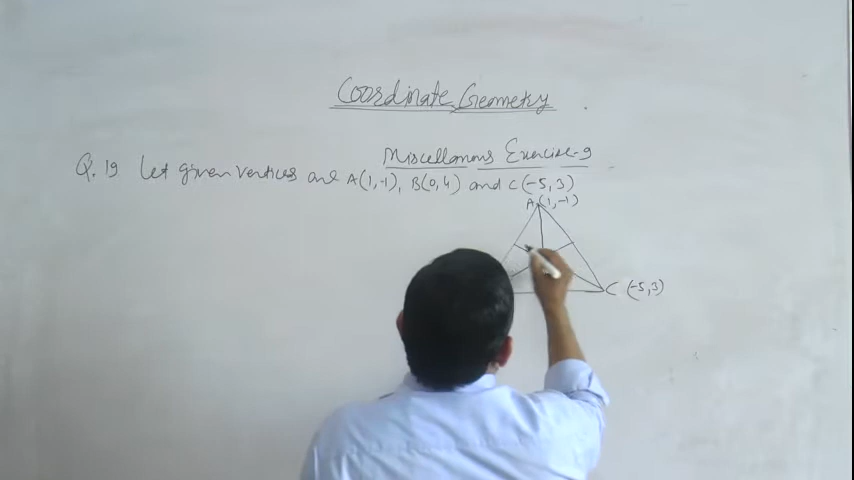 Coordinate Geometry
Miscellanous Exercise-9
Q.19 Let given vertices are A(1,-1), B(0,4) and C(-5,3)
A(1,-1)
C (-5,3)